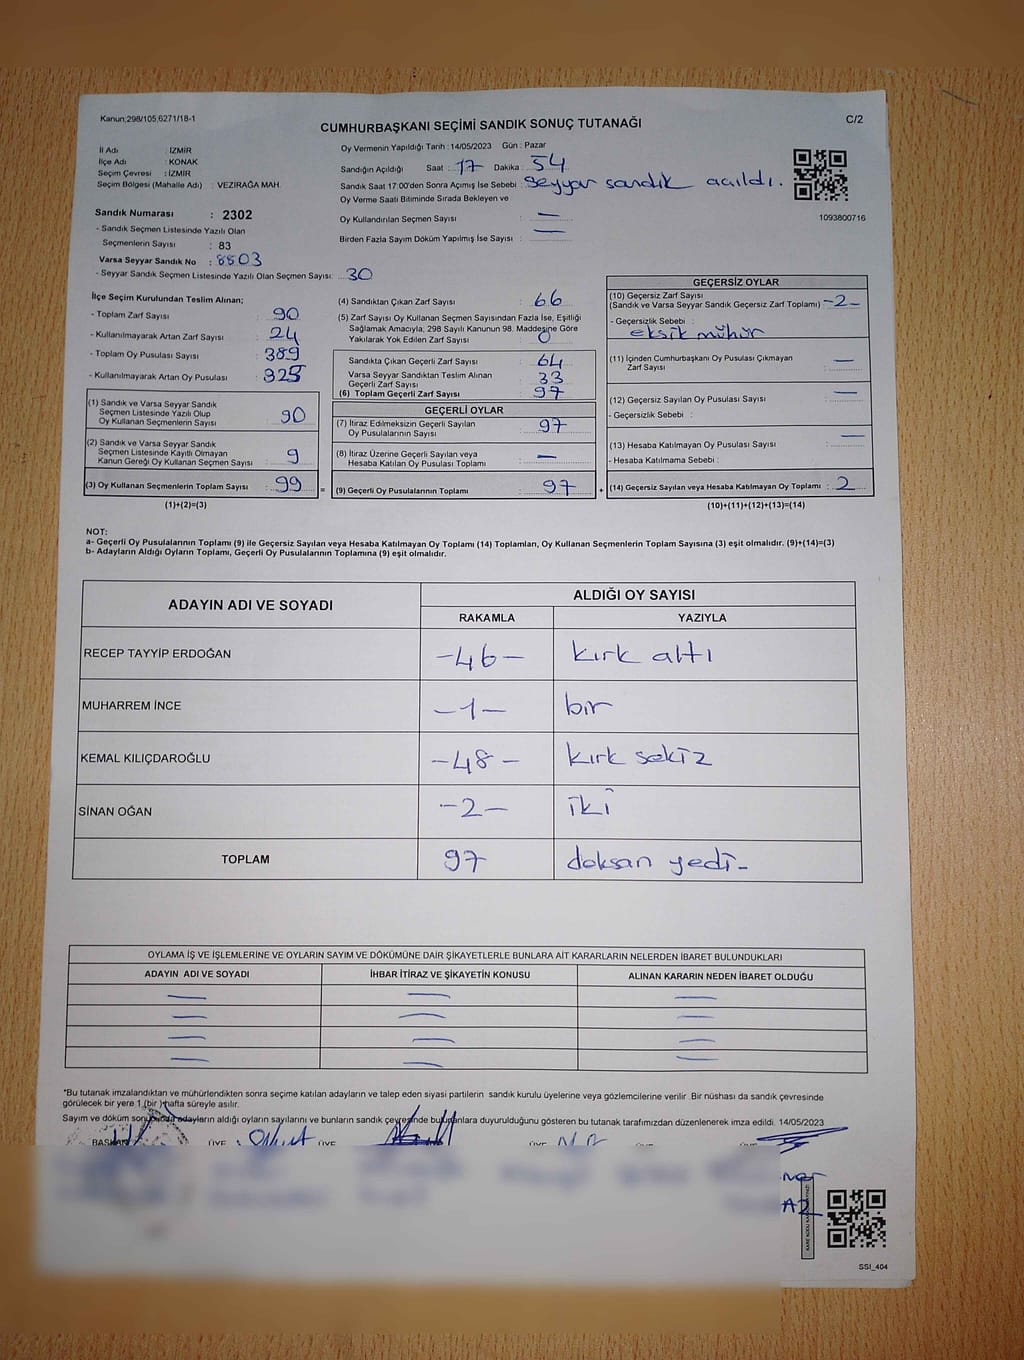 Kanun,298/105,6271/18-1
CUMHURBAŞKANI SEÇİMİ SANDIK SONUÇ TUTANAĞI
C/2
İl Adı : İZMİR
İlçe Adı : KONAK
Seçim Çevresi : İZMİR
Seçim Bölgesi (Mahalle Adı) : VEZİRAĞA MAH.
Sandık Numarası : 2302
- Sandık Seçmen Listesinde Yazılı Olan
Seçmenlerin Sayısı : 83
Varsa Seyyar Sandık No : 8803
- Seyyar Sandık Seçmen Listesinde Yazılı Olan Seçmen Sayısı: 30
Oy Vermenin Yapıldığı Tarih : 14/05/2023 Gün : Pazar
Sandığın Açıldığı Saat : 17 Dakika : 54
Sandık Saat 17:00'den Sonra Açımış İse Sebebi : Seyyar sandık açıldı.
Oy Verme Saati Bitiminde Sırada Bekleyen ve
Oy Kullandırılan Seçmen Sayısı : —
Birden Fazla Sayım Döküm Yapılmış İse Sayısı : —
1093800716
İlçe Seçim Kurulundan Teslim Alınan;
- Toplam Zarf Sayısı : 90
- Kullanılmayarak Artan Zarf Sayısı : 24
- Toplam Oy Pusulası Sayısı : 389
- Kullanılmayarak Artan Oy Pusulası : 325
(1) Sandık ve Varsa Seyyar Sandık
Seçmen Listesinde Yazılı Olup
Oy Kullanan Seçmenlerin Sayısı : 90
(2) Sandık ve Varsa Seyyar Sandık
Seçmen Listesinde Kayıtlı Olmayan
Kanun Gereği Oy Kullanan Seçmen Sayısı : 9
(3) Oy Kullanan Seçmenlerin Toplam Sayısı : 99 =
(1)+(2)=(3)
(4) Sandıktan Çıkan Zarf Sayısı : 66
(5) Zarf Sayısı Oy Kullanan Seçmen Sayısından Fazla İse, Eşitliği
Sağlamak Amacıyla; 298 Sayılı Kanunun 98. Maddesine Göre
Yakılarak Yok Edilen Zarf Sayısı : 0
Sandıkta Çıkan Geçerli Zarf Sayısı : 64
Varsa Seyyar Sandıktan Teslim Alınan
Geçerli Zarf Sayısı : 33
(6) Toplam Geçerli Zarf Sayısı : 97
GEÇERLİ OYLAR
(7) İtiraz Edilmeksizin Geçerli Sayılan
Oy Pusulalarının Sayısı : 97
(8) İtiraz Üzerine Geçerli Sayılan veya
Hesaba Katılan Oy Pusulası Toplamı : —
(9) Geçerli Oy Pusulalarının Toplamı : 97 +
GEÇERSİZ OYLAR
(10) Geçersiz Zarf Sayısı
(Sandık ve Varsa Seyyar Sandık Geçersiz Zarf Toplamı) -2-
- Geçersizlik Sebebi :
eksik mühür
(11) İçinden Cumhurbaşkanı Oy Pusulası Çıkmayan
Zarf Sayısı : —
(12) Geçersiz Sayılan Oy Pusulası Sayısı : —
- Geçersizlik Sebebi :
(13) Hesaba Katılmayan Oy Pusulası Sayısı : —
- Hesaba Katılmama Sebebi :
(14) Geçersiz Sayılan veya Hesaba Katılmayan Oy Toplamı : 2
(10)+(11)+(12)+(13)=(14)
NOT:
a- Geçerli Oy Pusulalarının Toplamı (9) ile Geçersiz Sayılan veya Hesaba Katılmayan Oy Toplamı (14) Toplamları, Oy Kullanan Seçmenlerin Toplam Sayısına (3) eşit olmalıdır. (9)+(14)=(3)
b- Adayların Aldığı Oyların Toplamı, Geçerli Oy Pusulalarının Toplamına (9) eşit olmalıdır.
ADAYIN ADI VE SOYADI
ALDIĞI OY SAYISI
RAKAMLA YAZIYLA
RECEP TAYYİP ERDOĞAN -46- kırk altı
MUHARREM İNCE -1- bir
KEMAL KILIÇDAROĞLU -48- kırk sekiz
SİNAN OĞAN -2- iki
TOPLAM 97 doksan yedi-
OYLAMA İŞ VE İŞLEMLERİNE VE OYLARIN SAYIM VE DÖKÜMÜNE DAİR ŞİKAYETLERLE BUNLARA AİT KARARLARIN NELERDEN İBARET BULUNDUKLARI
ADAYIN ADI VE SOYADI İHBAR İTİRAZ VE ŞİKAYETİN KONUSU ALINAN KARARIN NEDEN İBARET OLDUĞU
— — —
— — —
— — —
— — —
*Bu tutanak imzalandıktan ve mühürlendikten sonra seçime katılan adayların ve talep eden siyasi partilerin sandık kurulu üyelerine veya gözlemcilerine verilir. Bir nüshası da sandık çevresinde
görülecek bir yere 1 (bir) hafta süreyle asılır.
Sayım ve döküm adayların aldığı oyların sayılarını ve bunların sandık çevresinde duyurulduğunu gösteren bu tutanak tarafımızdan düzenlenerek imza edildi. 14/05/2023
BAŞKAN ÜYE ÜYE ÜYE
SSI_404